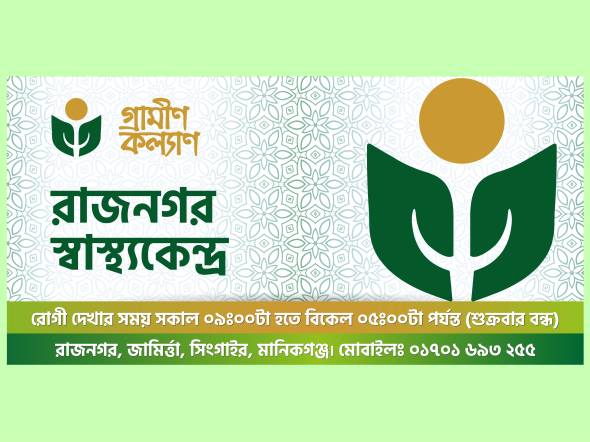 গ্রামীণ
কল্যাণ
রাজনগর
স্বাস্থ্যকেন্দ্র
রোগী দেখার সময় সকাল ০৯ঃ০০টা হতে বিকেল ০৫ঃ০০টা পর্যন্ত (শুক্রবার বন্ধ)
রাজনগর, জামির্ত্তা, সিংগাইর, মানিকগঞ্জ। মোবাইলঃ ০১৭০১ ৬৯৩ ২৫৫